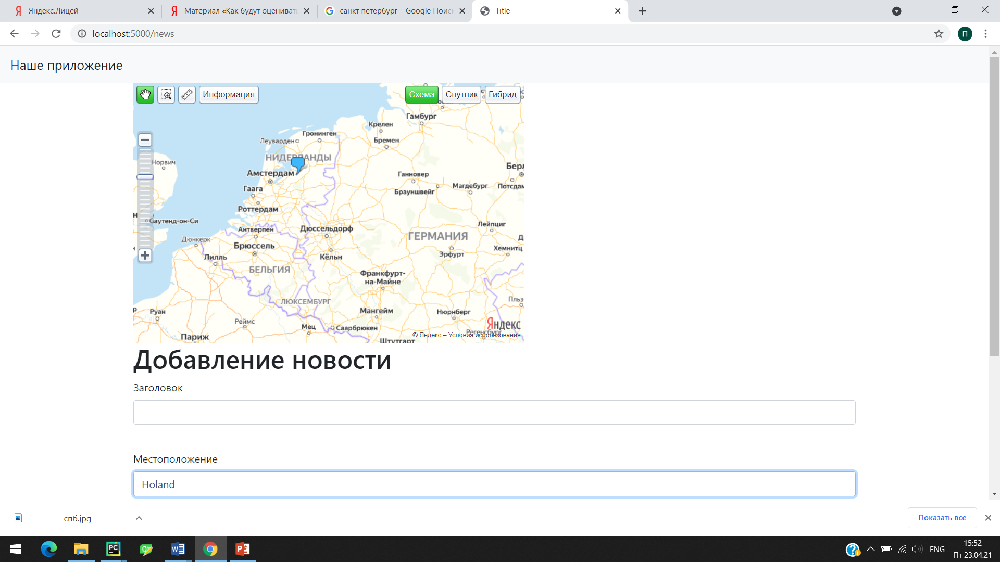 Яндекс.Лицей
Материал «Как будут оценивать
санкт петербург – Google Поиск
Title
localhost:5000/news
П
Наше приложение
Информация
Схема
Спутник
Гибрид
Гамбург
Крелен
Гронинген
Бремен
Леуварден
НИДЕРЛАНДЫ
Норвич
Амстердам
Ганновер
Берл
Гаага
Магдебург
Потсдам
Брауншвейг
Роттердам
Саутенд-он-Си
Антверпен
Дюссельдорф
Лейпциг
ГЕРМАНИЯ
Дюнкерк
Брюссель
Д
Хемнитц
Лилль
Кёльн
Эрфурт
БЕЛЬГИЯ
Франкфурт-
на-Майне
ЛЮКСЕМБУРГ
Пльз
Руан
Мангейм
Нюрнберг
Реймс
Яндекс
Мец
Саарбрюкен
Регенсбург
© Яндекс – Условия использования
Париж
Штутгарт
Добавление новости
Заголовок
Местоположение
Holand
спб.jpg
Показать все
PC
Qt
W
P
ENG
15:52
Пт 23.04.21